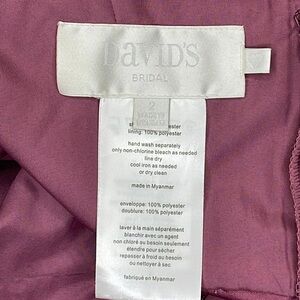 DAVID'S
BRIDAL
2
ester
lining: 100% polyester
hand wash separately
only non-chlorine bleach as needed
line dry
cool iron as needed
or dry clean
made in Myanmar
enveloppe: 100% polyester
doublure: 100% polyester
laver à la main séparément
blanchir avec un agent
non chloré au besoin seulement
étendre pour sécher
repasser à froid au besoin
ou nettoyer à sec
fabriqué en Myanmar